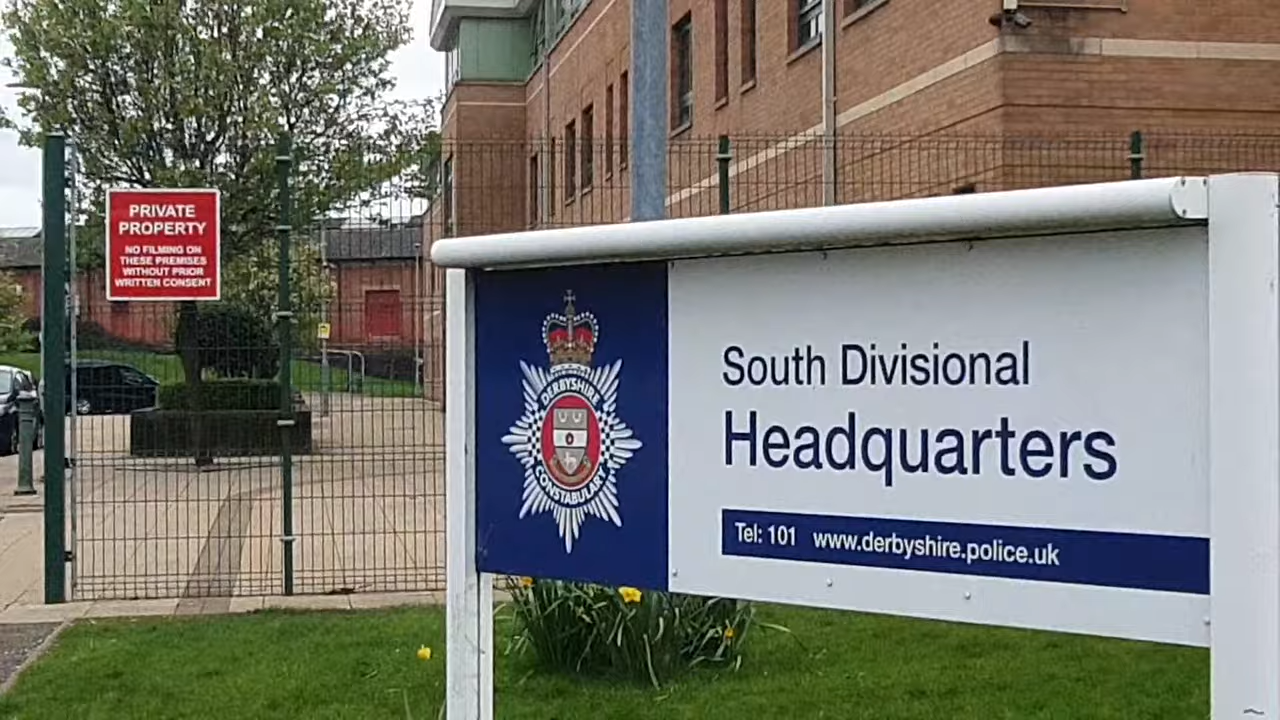 PRIVATE
PROPERTY
NO FILMING ON
THESE PREMISES
WITHOUT PRIOR
WRITTEN CONSENT
DERBYSHIRE
CONSTABULARY
South Divisional
Headquarters
Tel: 101 www.derbyshire.police.uk